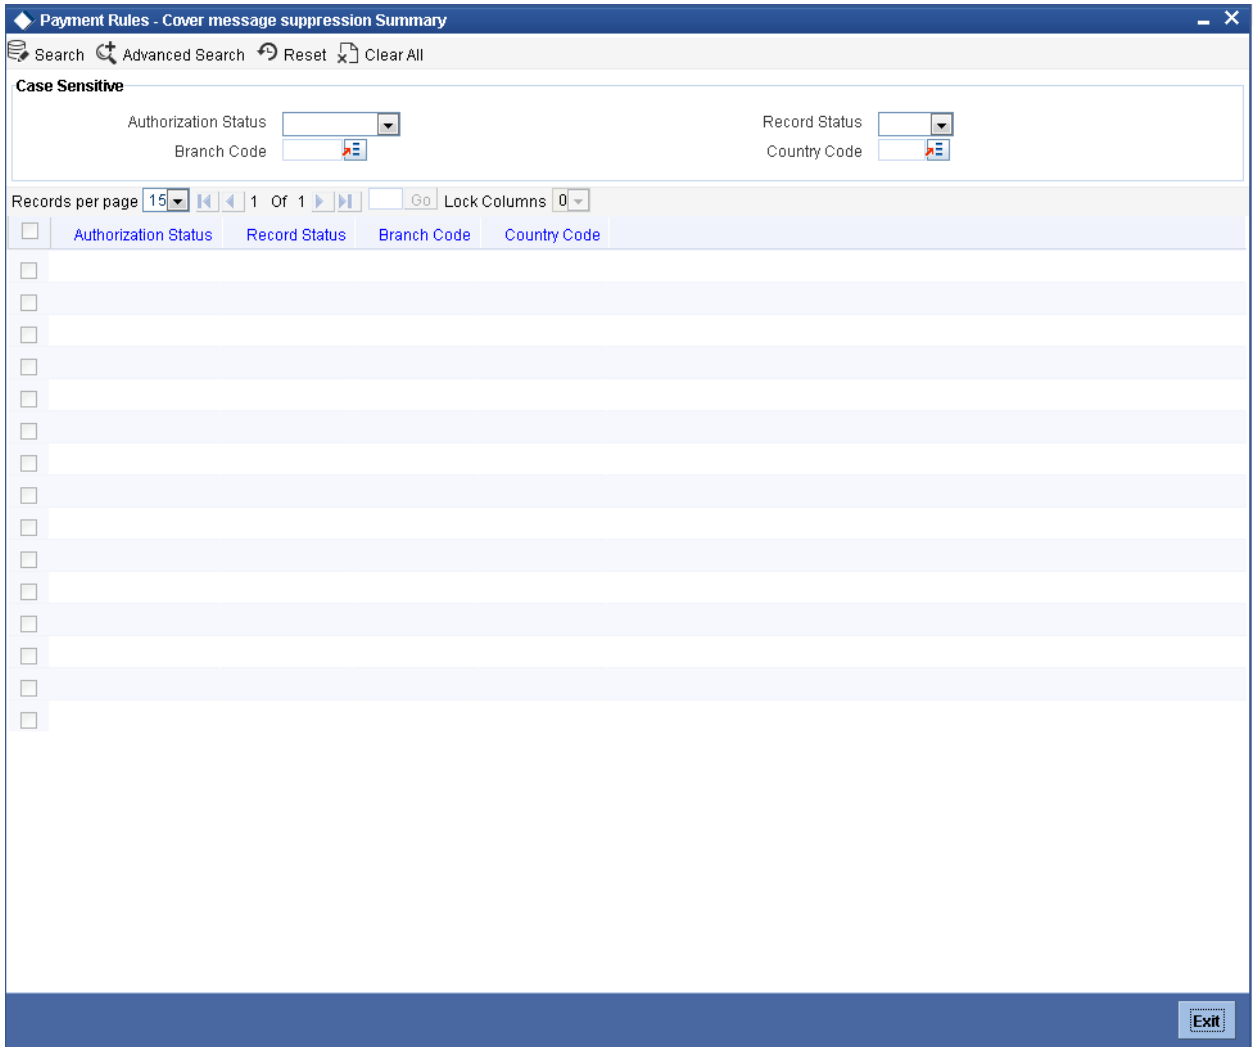 Payment Rules - Cover message suppression Summary
Search Advanced Search Reset Clear All
Case Sensitive
Authorization Status Record Status
Branch Code Country Code
Records per page 15 1 Of 1 Go Lock Columns 0
Authorization Status Record Status Branch Code Country Code
Exit